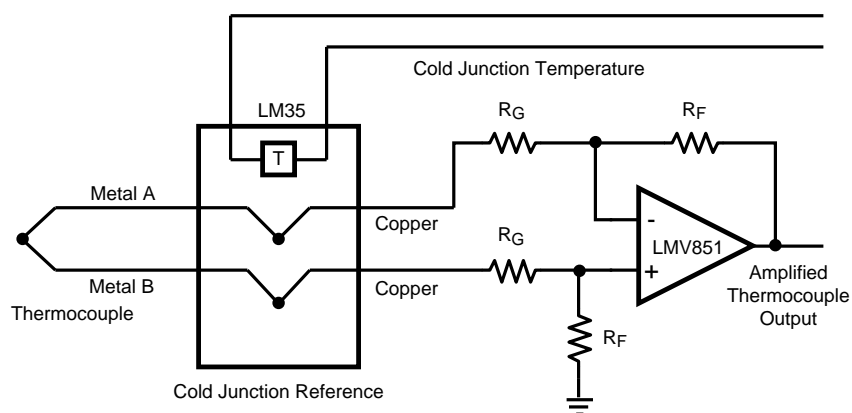 Cold Junction Temperature
LM35
RG
RF
T
Metal A
Copper
-
LMV851
RG
+
Metal B
Copper
Amplified
Thermocouple
Output
Thermocouple
RF
Cold Junction Reference